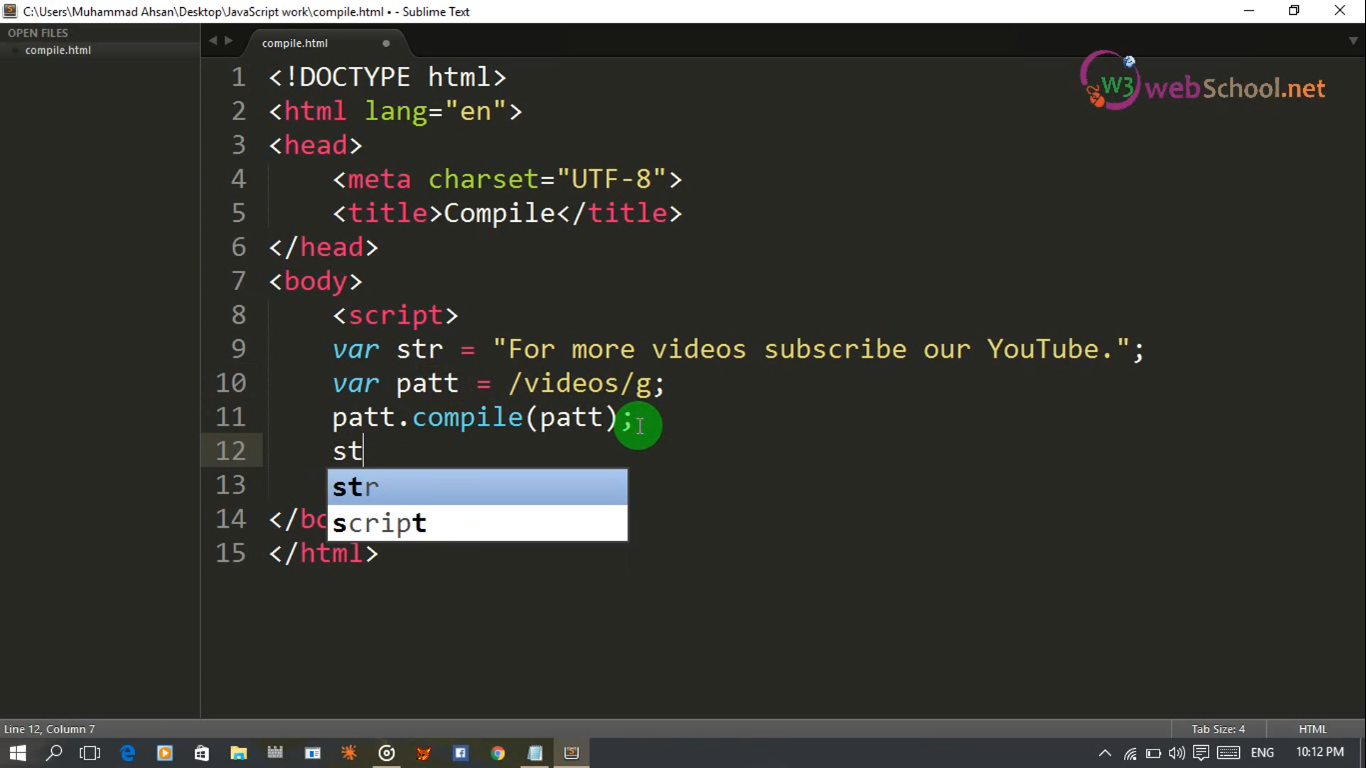 C:\Users\Muhammad Ahsan\Desktop\JavaScript work\compile.html • - Sublime Text
OPEN FILES
compile.html
compile.html
W3 webSchool.net
1 <!DOCTYPE html>
2 <html lang="en">
3 <head>
4 <meta charset="UTF-8">
5 <title>Compile</title>
6 </head>
7 <body>
8 <script>
9 var str = "For more videos subscribe our YouTube.";
10 var patt = /videos/g;
11 patt.compile(patt);
12 st
str
13
script
14 </bo
15 </html>
Line 12, Column 7
Tab Size: 4
HTML
ENG
10:12 PM